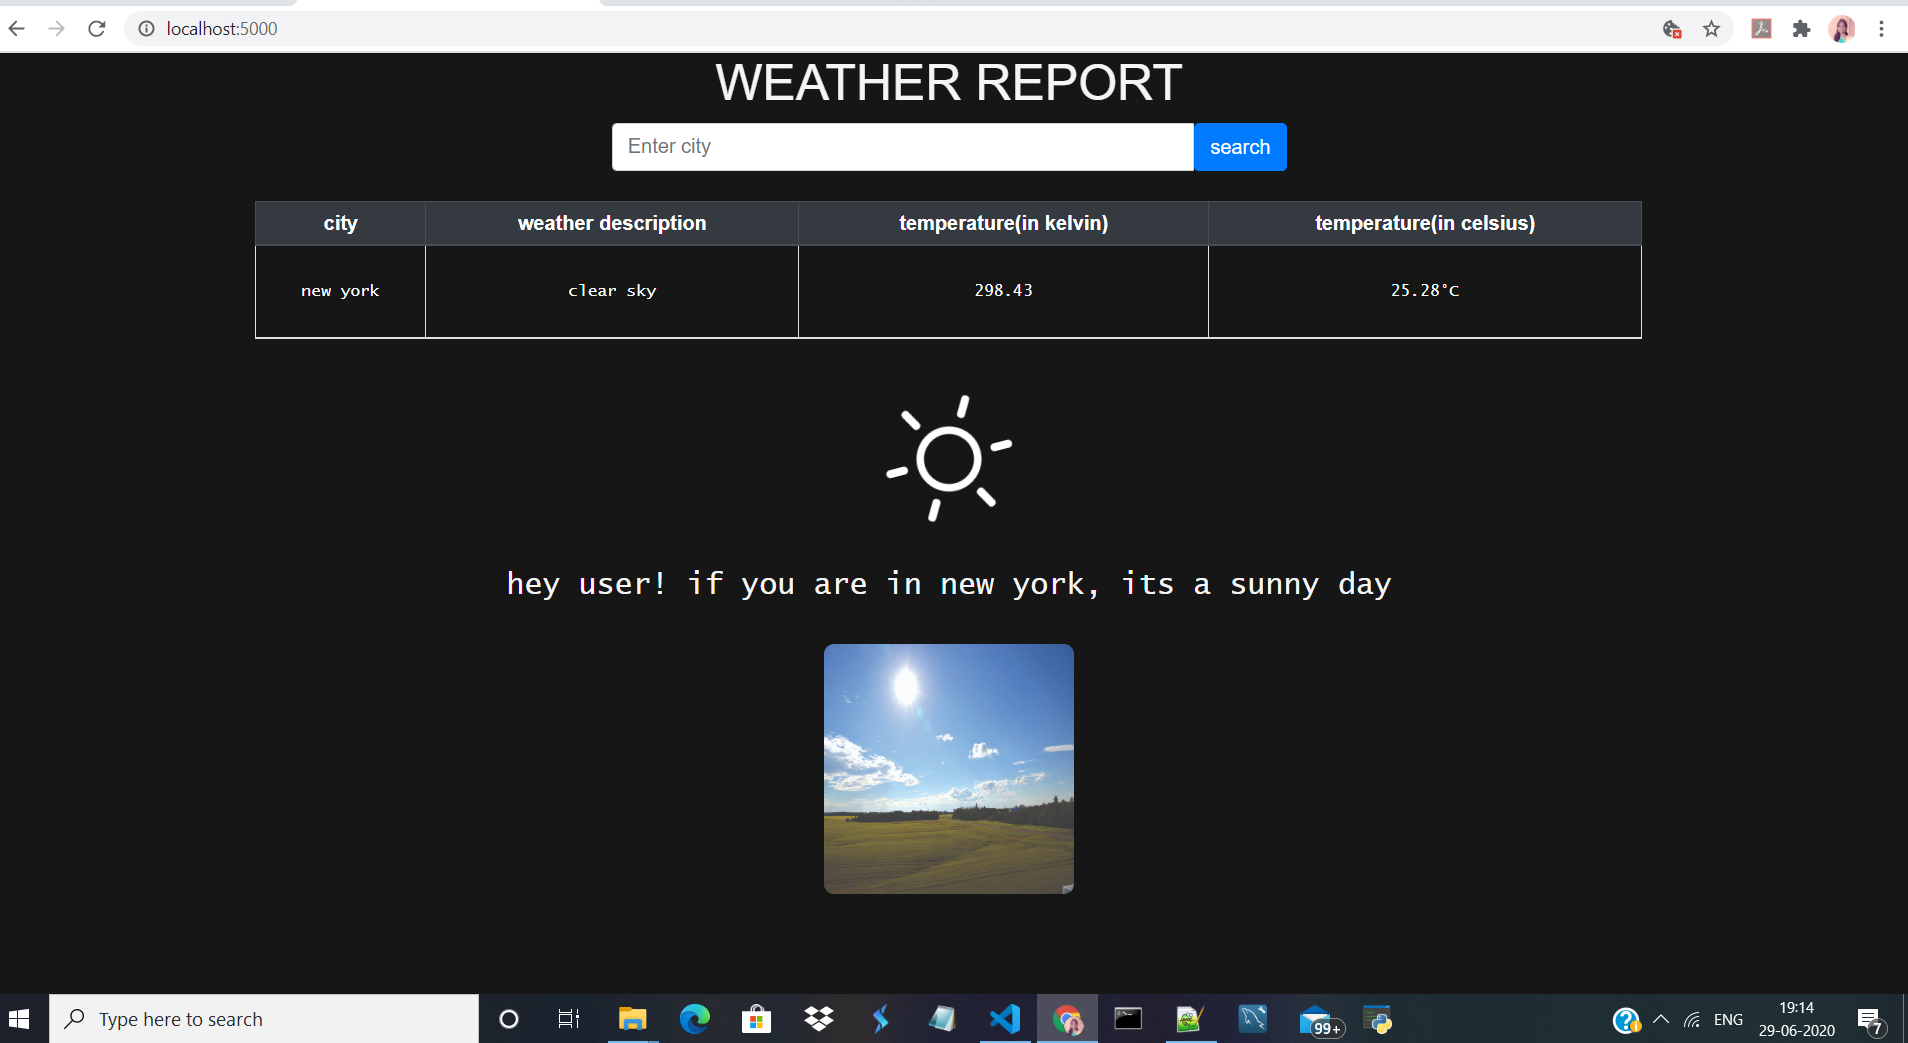 localhost:5000
WEATHER REPORT
Enter city search
city weather description temperature(in kelvin) temperature(in celsius)
new york clear sky 298.43 25.28°C
hey user! if you are in new york, its a sunny day
Type here to search
99+
ENG
19:14
29-06-2020
7